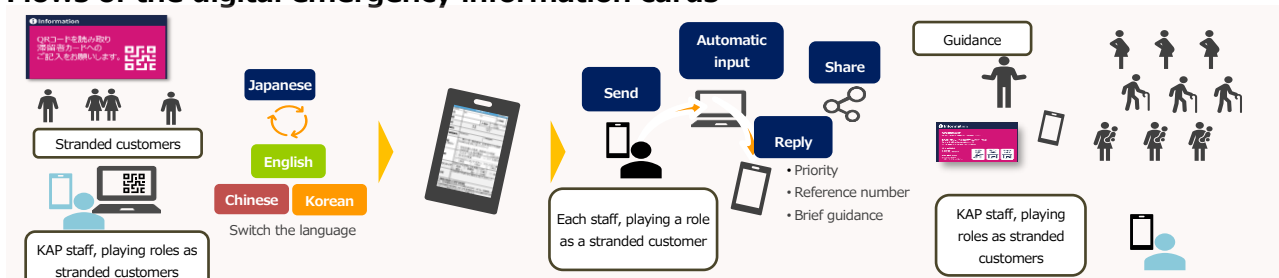 Flows of the digital emergency information cards
Information
QRコードを読み取り
滞留者カードへの
ご記入をお願いします。
Stranded customers
KAP staff, playing roles as
stranded customers
Japanese
English
Chinese
Korean
Switch the language
Send
Automatic
input
Share
Reply
• Priority
• Reference number
• Brief guidance
Each staff, playing a role
as a stranded customer
Guidance
Information
KAP staff, playing
roles as stranded
customers